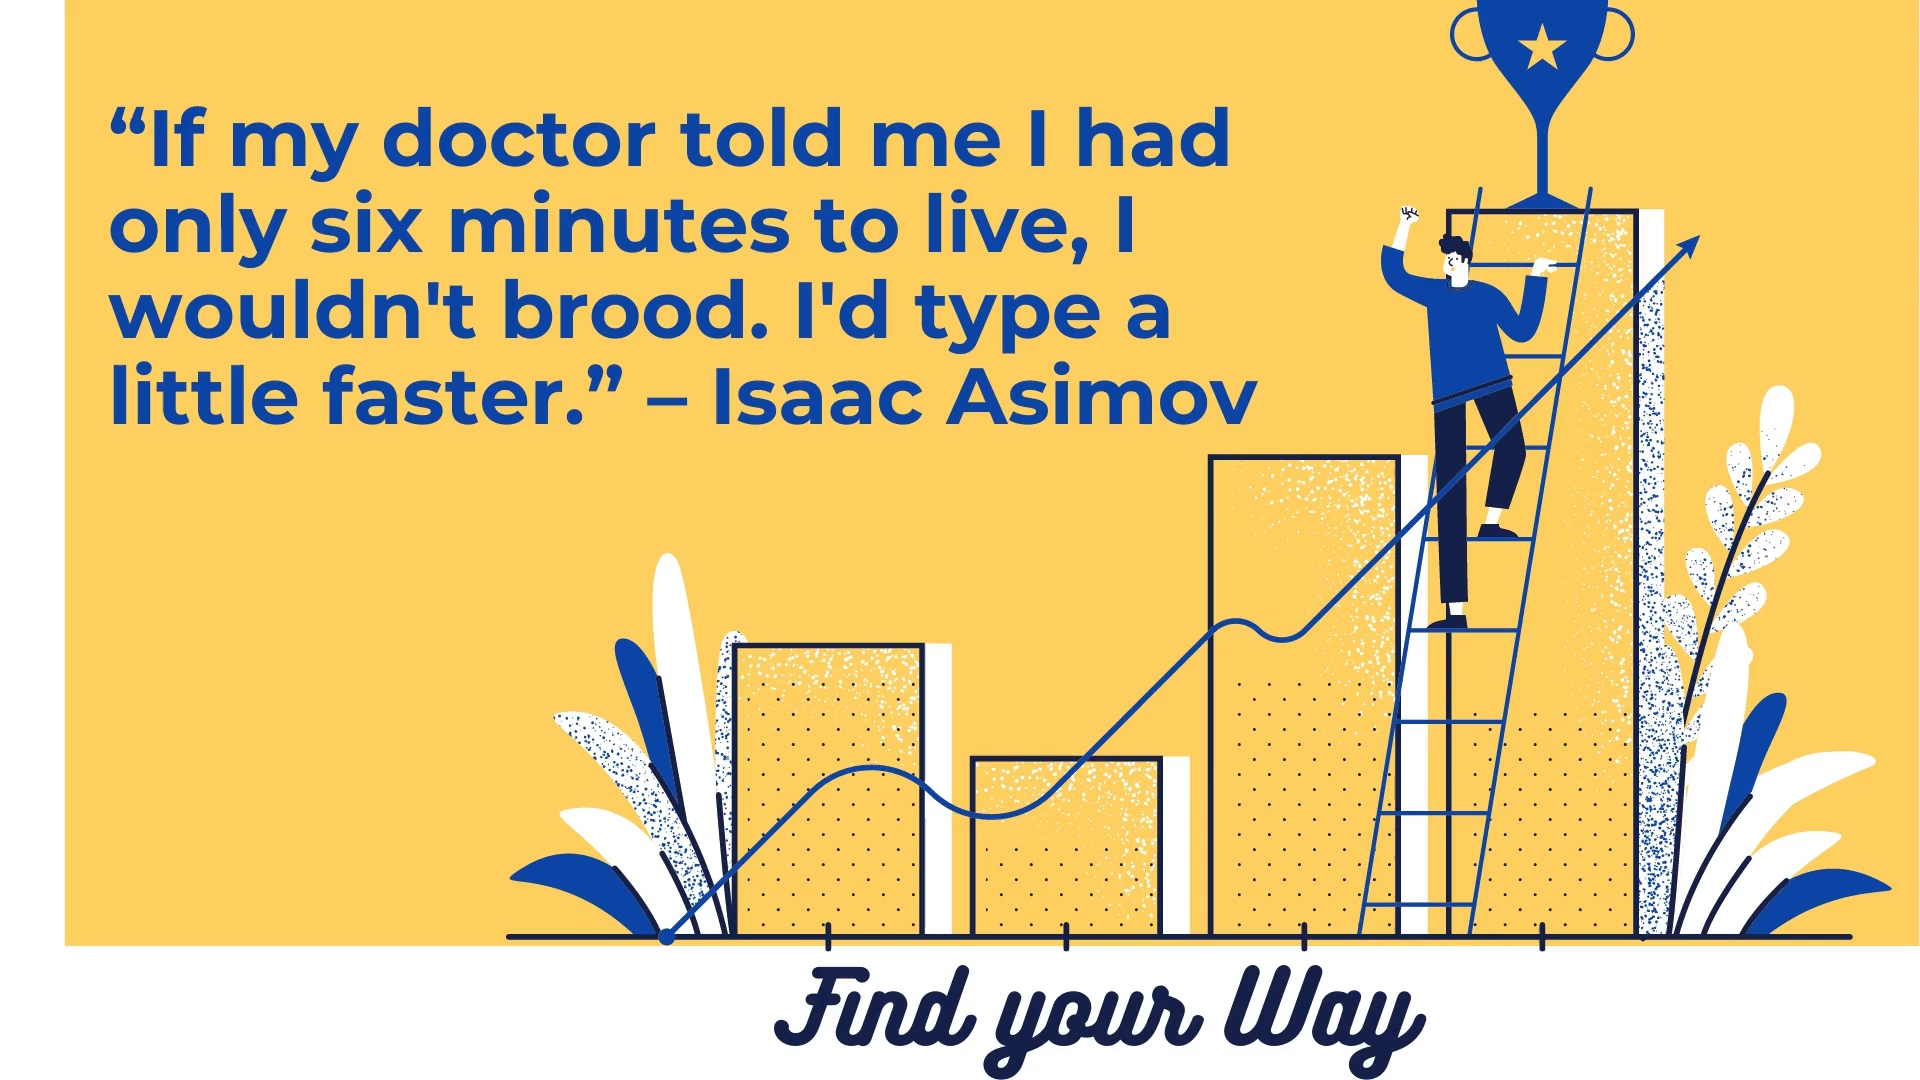 “If my doctor told me I had
only six minutes to live, I
wouldn't brood. I'd type a
little faster.” – Isaac Asimov
Find your Way